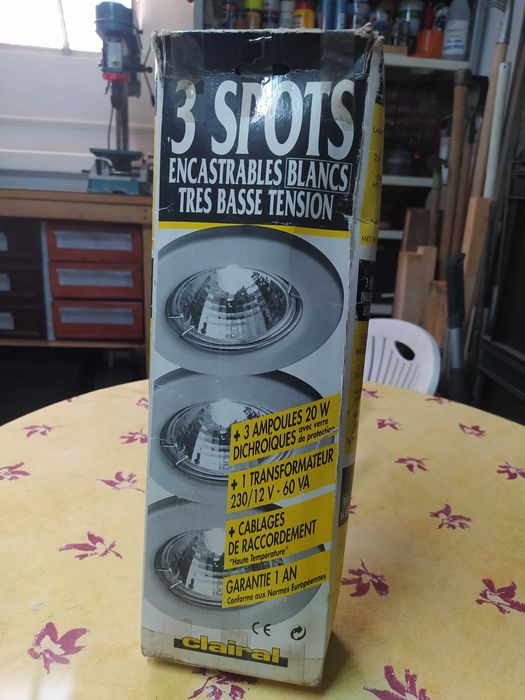 3 SPOTS
ENCASTRABLES BLANCS
TRES BASSE TENSION
+ 3 AMPOULES 20 W
DICHROÏQUES avec verre de protection
+ 1 TRANSFORMATEUR
230/12 V - 60 VA
+ CABLAGES
DE RACCORDEMENT
"Haute Température"
GARANTIE 1 AN
Conforme aux Normes Européennes
CE
clairal